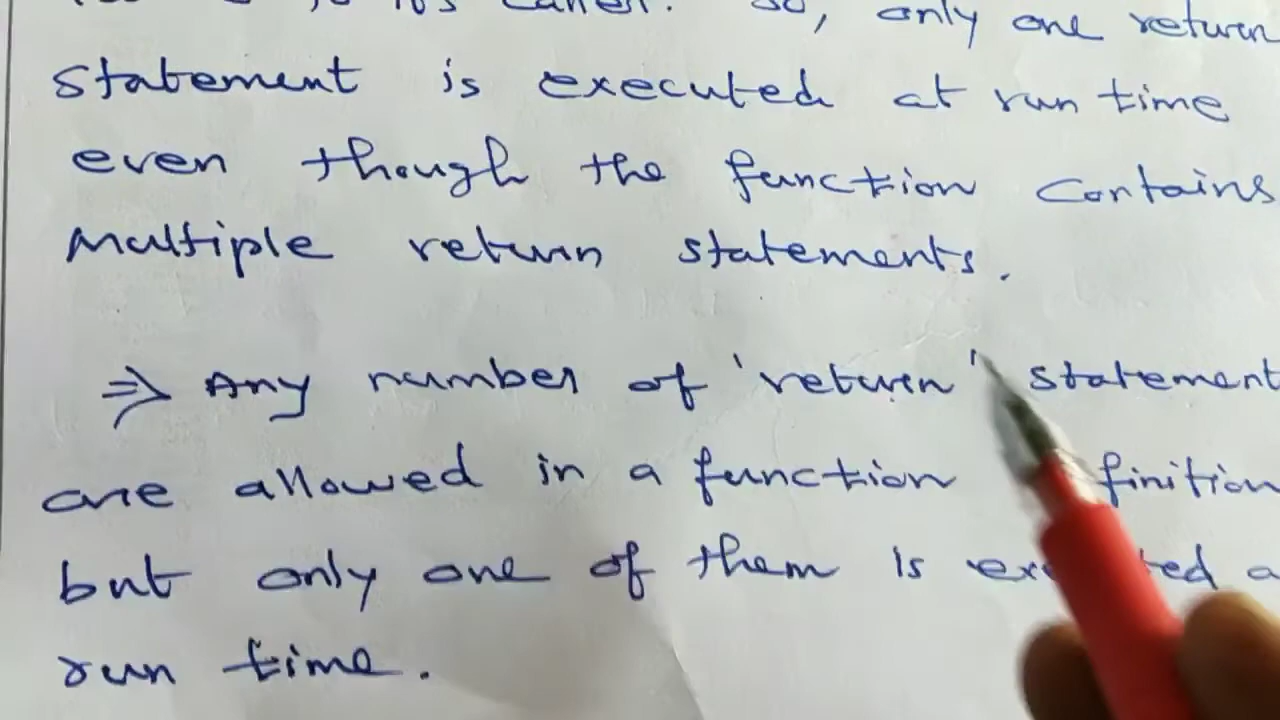 only one return
statement is executed at run time
even though the function contains
multiple return statements.
⇒ Any number of 'return' statement
are allowed in a function finition
but only one of them is
run time.